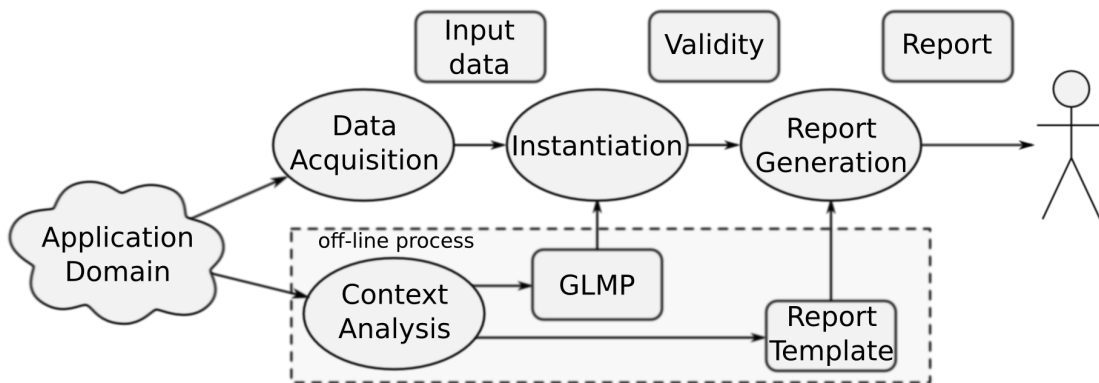 Input
data
Validity
Report
Data
Acquisition
Instantiation
Report
Generation
Application
Domain
off-line process
Context
Analysis
GLMP
Report
Template